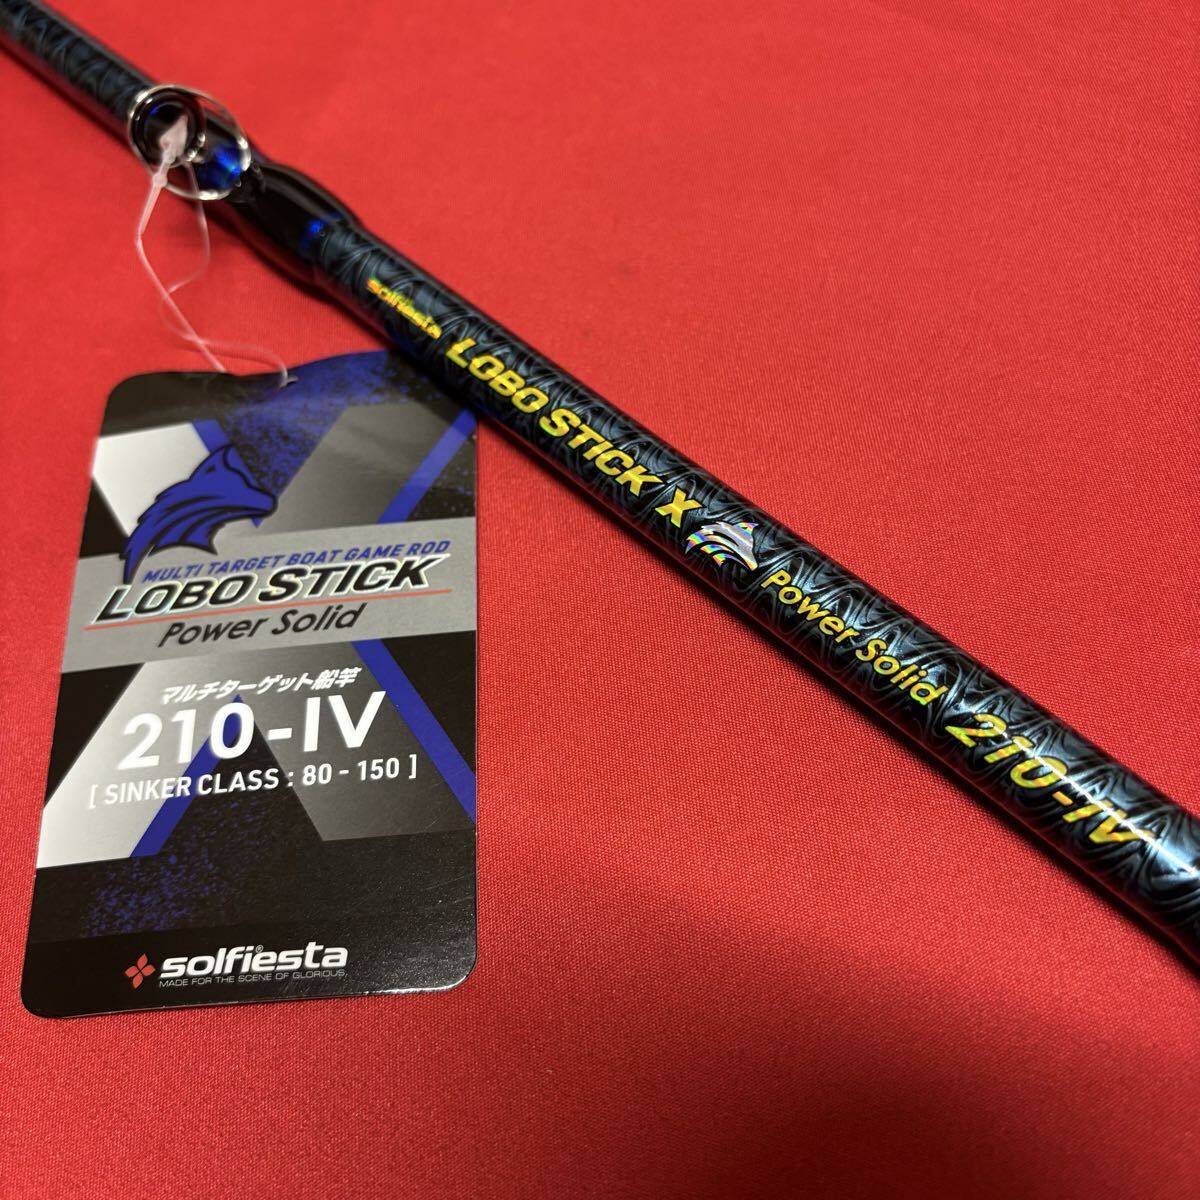 solfiesta LOBO STICK X Power Solid 210-IV
MULTI TARGET BOAT GAME ROD
LOBO STICK
Power Solid
マルチターゲット船竿
210-IV
[ SINKER CLASS : 80 - 150 ]
solfiesta®
MADE FOR THE SCENE OF GLORIOUS.